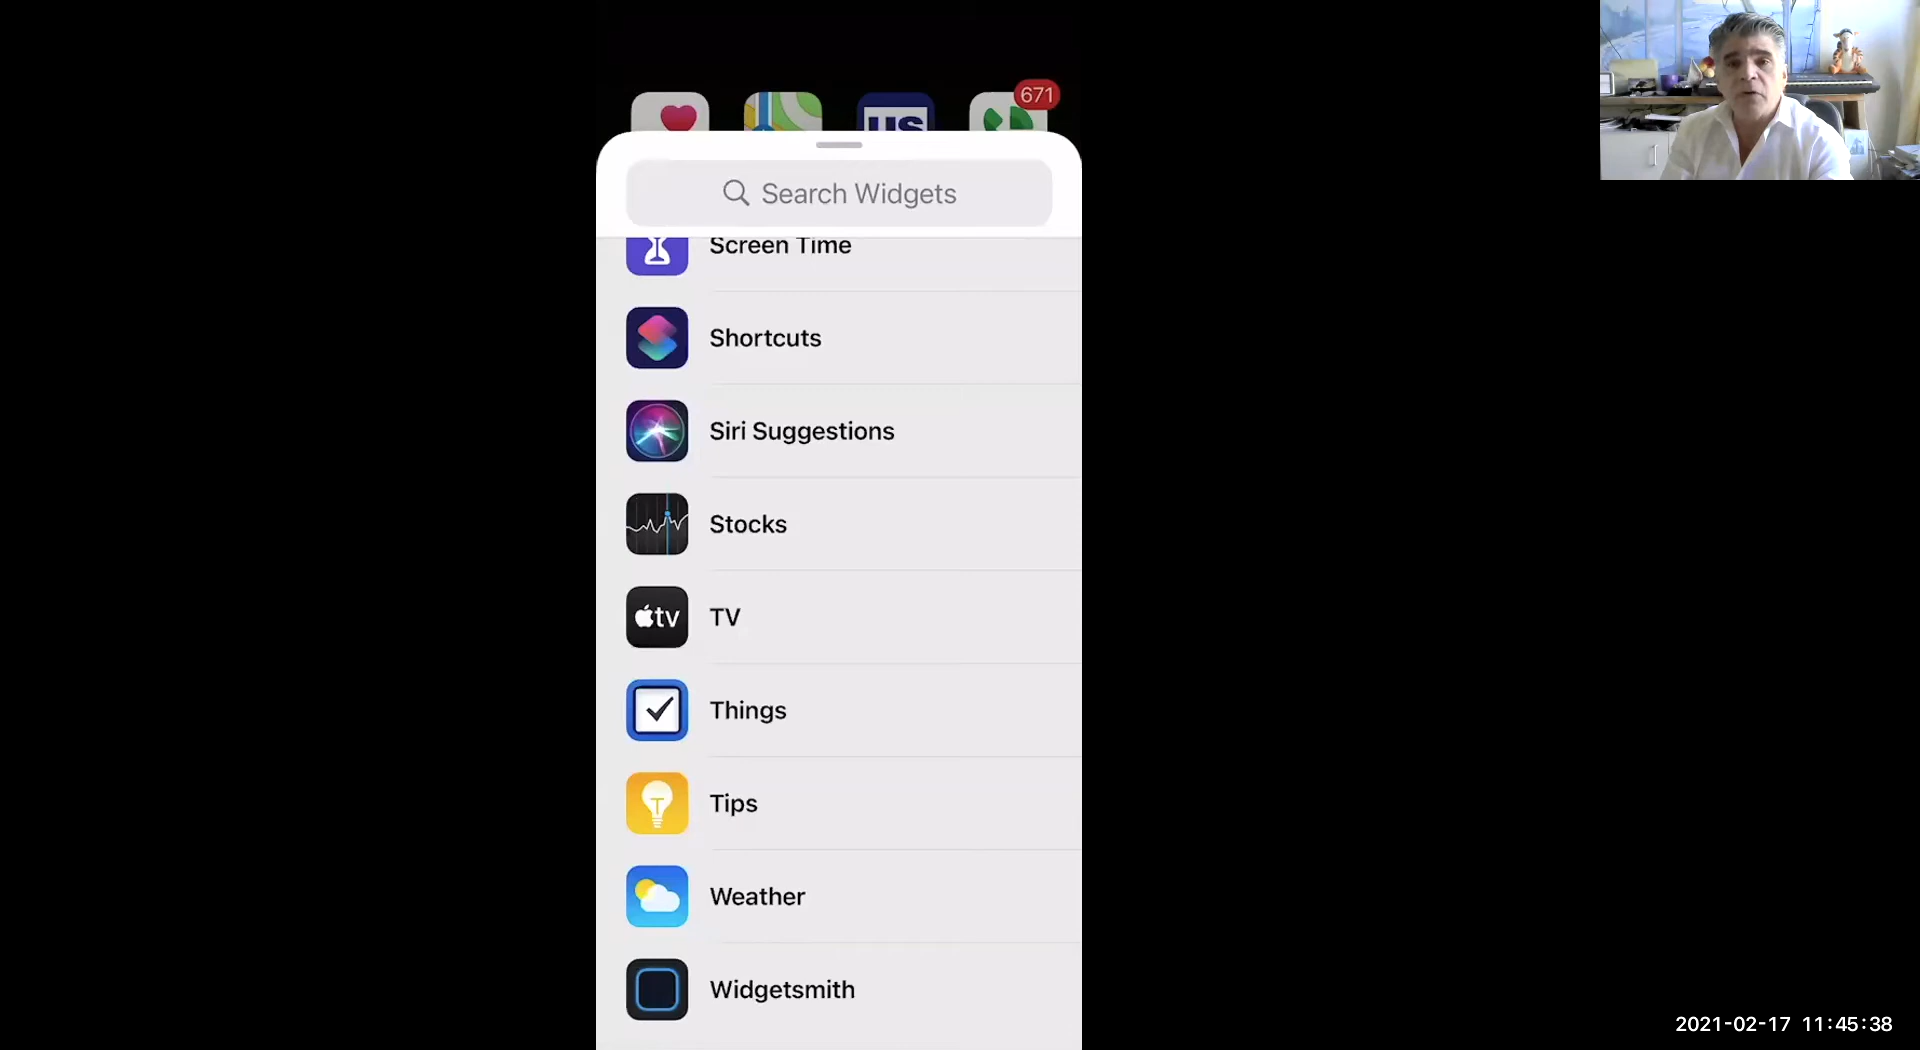 671
us
Search Widgets
Screen Time
Shortcuts
Siri Suggestions
Stocks
tv TV
Things
Tips
Weather
Widgetsmith
2021-02-17 11:45:38